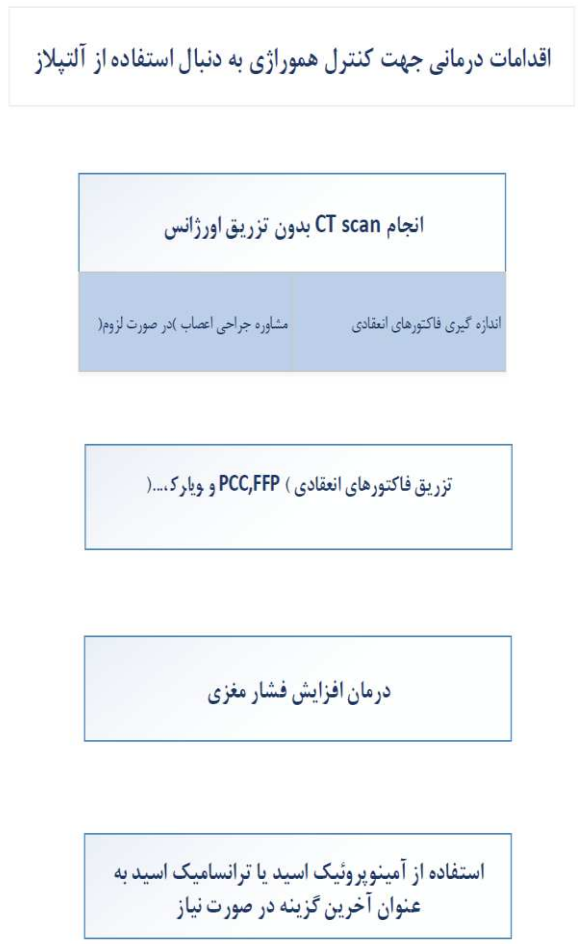 اقدامات درمانی جهت کنترل هموراژی به دنبال استفاده از آلتپلاز
انجام CT scan بدون تزریق اورژانس
اندازه گیری فاکتورهای انعقادی
مشاوره جراحی اعصاب )در صورت لزوم(
تزریق فاکتورهای انعقادی ) PCC,FFP و ...(
درمان افزایش فشار مغزی
استفاده از آمینوپروئیک اسید یا ترانسامیک اسید به
عنوان آخرین گزینه در صورت نیاز